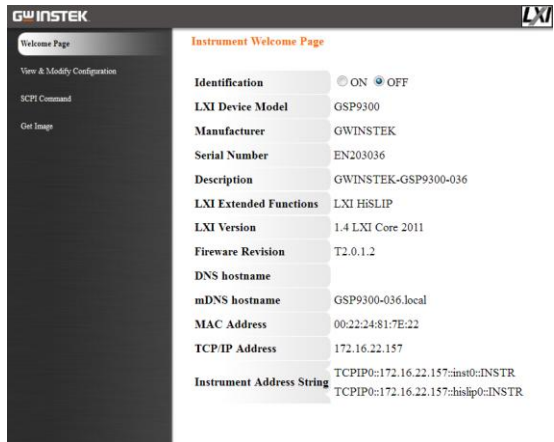 GWINSTEK
LXI
Welcome Page
View & Modify Configuration
SCPI Command
Get Image
Instrument Welcome Page
Identification ON OFF
LXI Device Model GSP9300
Manufacturer GWINSTEK
Serial Number EN203036
Description GWINSTEK-GSP9300-036
LXI Extended Functions LXI HiSLIP
LXI Version 1.4 LXI Core 2011
Fireware Revision T2.0.1.2
DNS hostname
mDNS hostname GSP9300-036.local
MAC Address 00:22:24:81:7E:22
TCP/IP Address 172.16.22.157
Instrument Address String TCPIP0::172.16.22.157::inst0::INSTR
TCPIP0::172.16.22.157::hislip0::INSTR